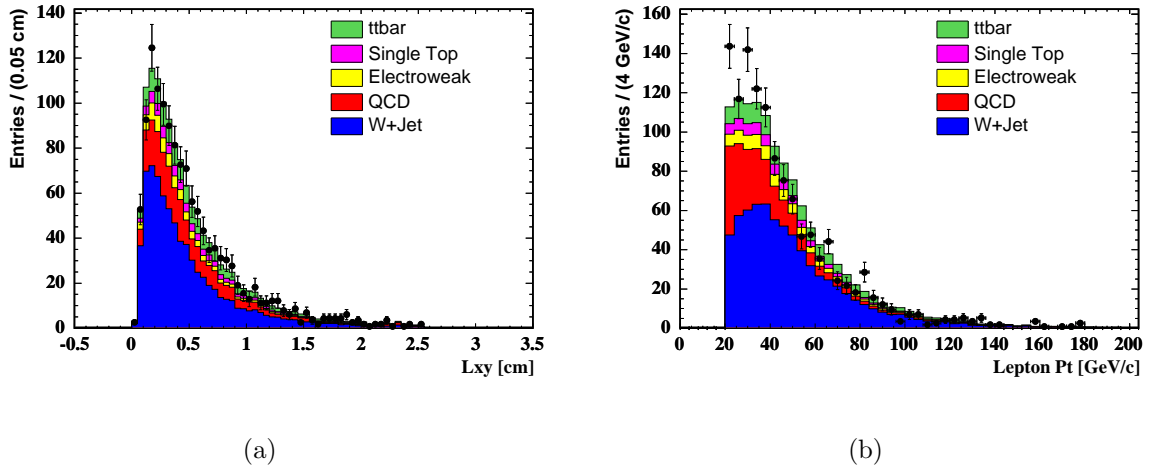 Entries / (0.05 cm)
140
120
100
80
60
40
20
0
-0.5 0 0.5 1 1.5 2 2.5 3 3.5
Lxy [cm]
ttbar
Single Top
Electroweak
QCD
W+Jet
(a)
Entries / (4 GeV/c)
160
140
120
100
80
60
40
20
0
0 20 40 60 80 100 120 140 160 180 200
Lepton Pt [GeV/c]
ttbar
Single Top
Electroweak
QCD
W+Jet
(b)